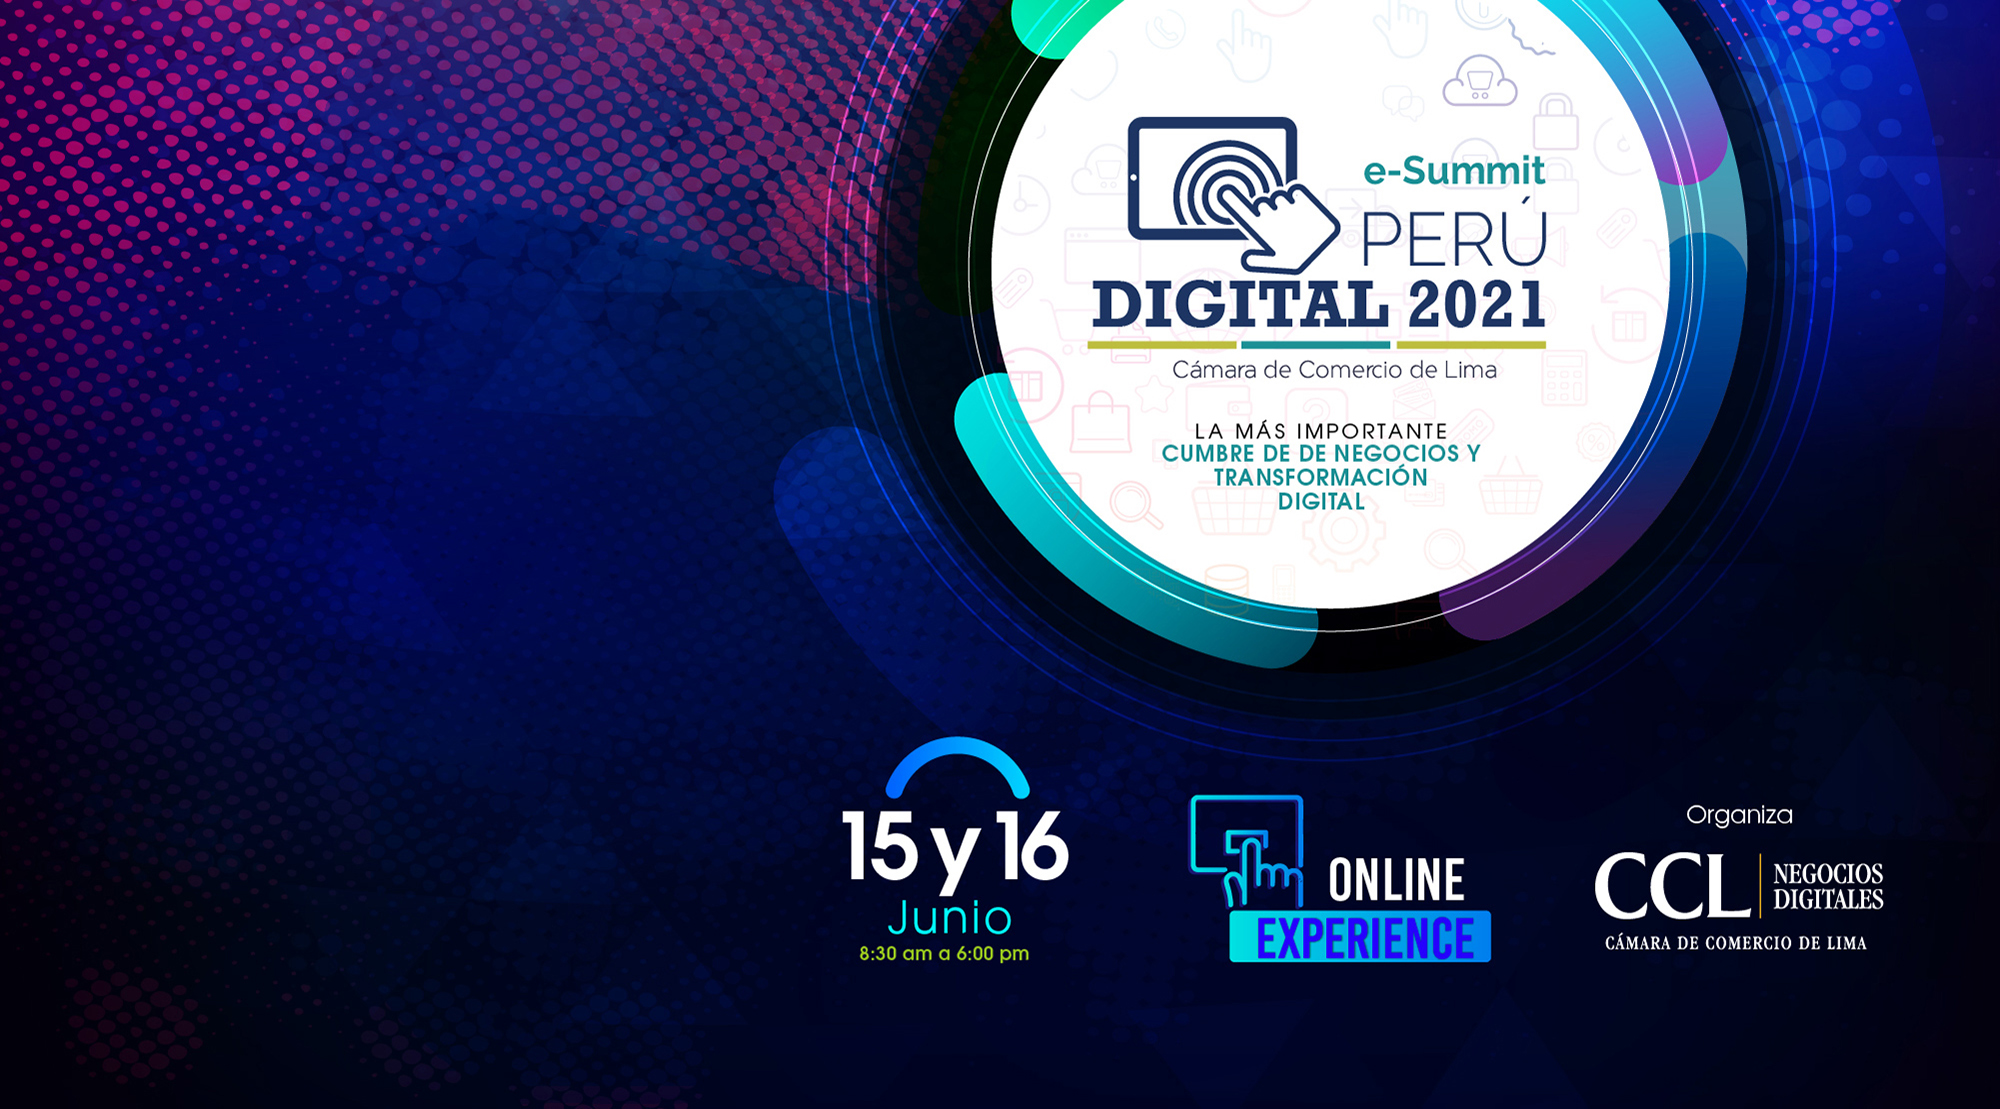 e-Summit
PERÚ
DIGITAL 2021
Cámara de Comercio de Lima
LA MÁS IMPORTANTE
CUMBRE DE DE NEGOCIOS Y
TRANSFORMACIÓN
DIGITAL
15 y 16
Junio
8:30 am a 6:00 pm
ONLINE
EXPERIENCE
Organiza
CCL
NEGOCIOS
DIGITALES
CÁMARA DE COMERCIO DE LIMA